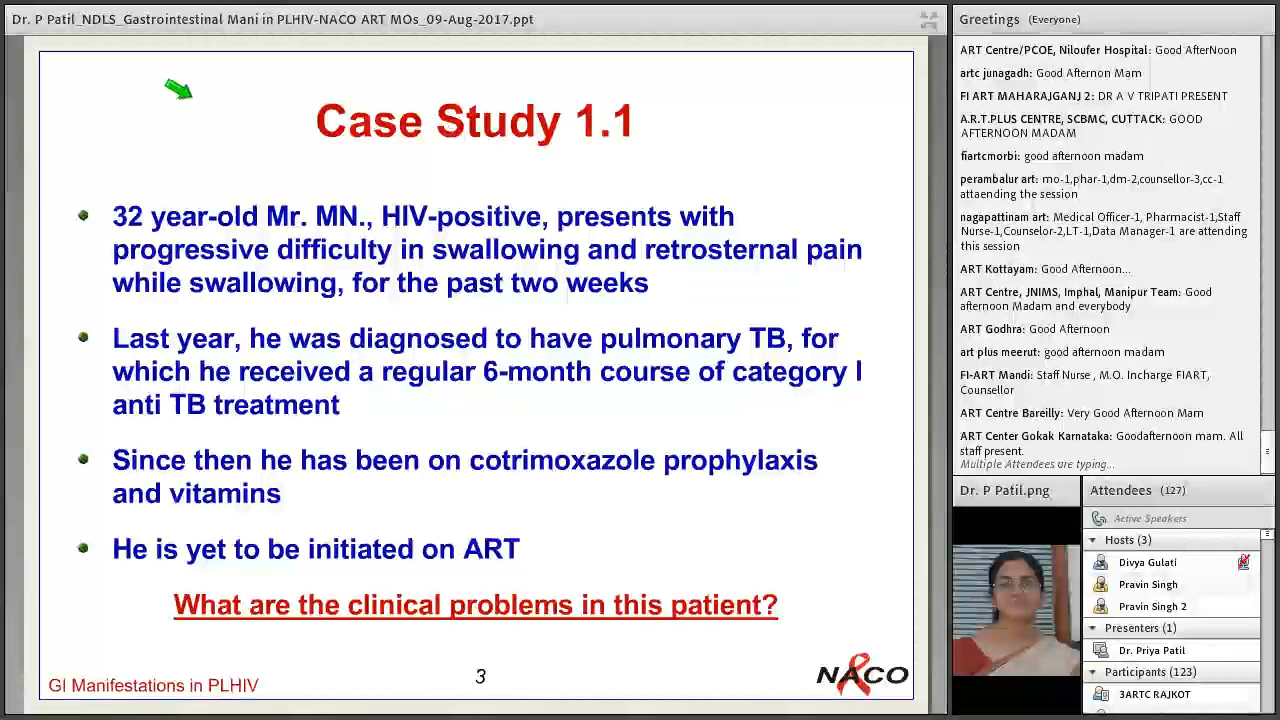 Dr. P Patil_NDLS_Gastrointestinal Mani in PLHIV-NACO ART MOs_09-Aug-2017.ppt
Case Study 1.1
32 year-old Mr. MN., HIV-positive, presents with
progressive difficulty in swallowing and retrosternal pain
while swallowing, for the past two weeks
Last year, he was diagnosed to have pulmonary TB, for
which he received a regular 6-month course of category I
anti TB treatment
Since then he has been on cotrimoxazole prophylaxis
and vitamins
He is yet to be initiated on ART
What are the clinical problems in this patient?
GI Manifestations in PLHIV
3
NACO
Greetings (Everyone)
ART Centre/PCOE, Niloufer Hospital: Good AfterNoon
artc junagadh: Good Afternon Mam
FI ART MAHARAJGANJ 2: DR A V TRIPATI PRESENT
A.R.T.PLUS CENTRE, SCBMC, CUTTACK: GOOD
AFTERNOON MADAM
fiartcmorbi: good afternoon madam
perambalur art: mo-1,phar-1,dm-2,counsellor-3,cc-1
attaending the session
nagapattinam art: Medical Officer-1, Pharmacist-1,Staff
Nurse-1,Counselor-2,LT-1,Data Manager-1 are attending
this session
ART Kottayam: Good Afternoon...
ART Centre, JNIMS, Imphal, Manipur Team: Good
afternoon Madam and everybody
ART Godhra: Good Afternoon
art plus meerut: good afternoon madam
FI-ART Mandi: Staff Nurse , M.O. Incharge FIART,
Counsellor
ART Centre Bareilly: Very Good Afternoon Mam
ART Center Gokak Karnataka: Goodafternoon mam. All
staff present.
Multiple Attendees are typing...
Dr. P Patil.png
Attendees (127)
Active Speakers
Hosts (3)
Divya Gulati
Pravin Singh
Pravin Singh 2
Presenters (1)
Dr. Priya Patil
Participants (123)
3ARTC RAJKOT